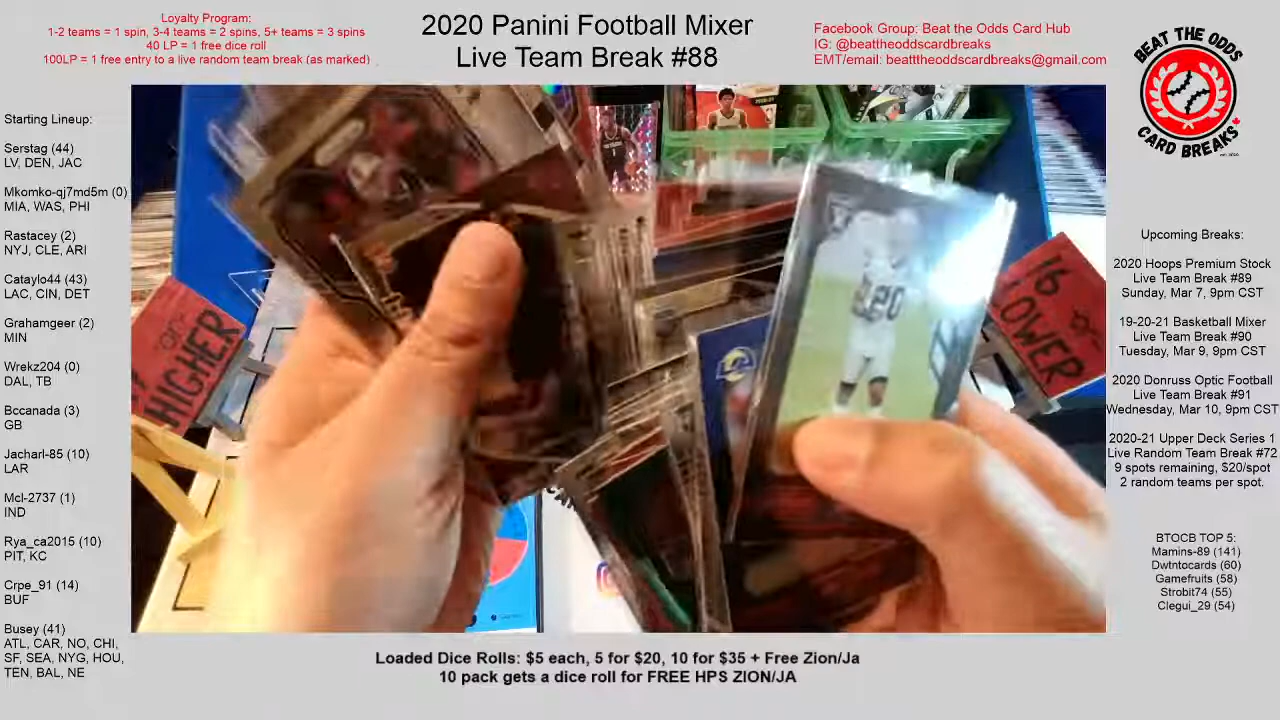 Loyalty Program:
1-2 teams = 1 spin, 3-4 teams = 2 spins, 5+ teams = 3 spins
40 LP = 1 free dice roll
100LP = 1 free entry to a live random team break (as marked)
2020 Panini Football Mixer
Live Team Break #88
Facebook Group: Beat the Odds Card Hub
IG: @beattheoddscardbreaks
EMT/email: beatttheoddscardbreaks@gmail.com
BEAT THE ODDS
CARD BREAKS
Starting Lineup:
Serstag (44)
LV, DEN, JAC
Mkomko-qj7md5m (0)
MIA, WAS, PHI
Rastacey (2)
NYJ, CLE, ARI
Cataylo44 (43)
LAC, CIN, DET
Grahamgeer (2)
MIN
Wrekz204 (0)
DAL, TB
Bccanada (3)
GB
Jacharl-85 (10)
LAR
Mcl-2737 (1)
IND
Rya_ca2015 (10)
PIT, KC
Crpe_91 (14)
BUF
Busey (41)
ATL, CAR, NO, CHI,
SF, SEA, NYG, HOU,
TEN, BAL, NE
OR
HIGHER
16
OR
LOWER
20
Upcoming Breaks:
2020 Hoops Premium Stock
Live Team Break #89
Sunday, Mar 7, 9pm CST
19-20-21 Basketball Mixer
Live Team Break #90
Tuesday, Mar 9, 9pm CST
2020 Donruss Optic Football
Live Team Break #91
Wednesday, Mar 10, 9pm CST
2020-21 Upper Deck Series 1
Live Random Team Break #72
9 spots remaining, $20/spot
2 random teams per spot.
BTOCB TOP 5:
Mamins-89 (141)
Dwtntocards (60)
Gamefruits (58)
Strobit74 (55)
Clegui_29 (54)
Loaded Dice Rolls: $5 each, 5 for $20, 10 for $35 + Free Zion/Ja
10 pack gets a dice roll for FREE HPS ZION/JA